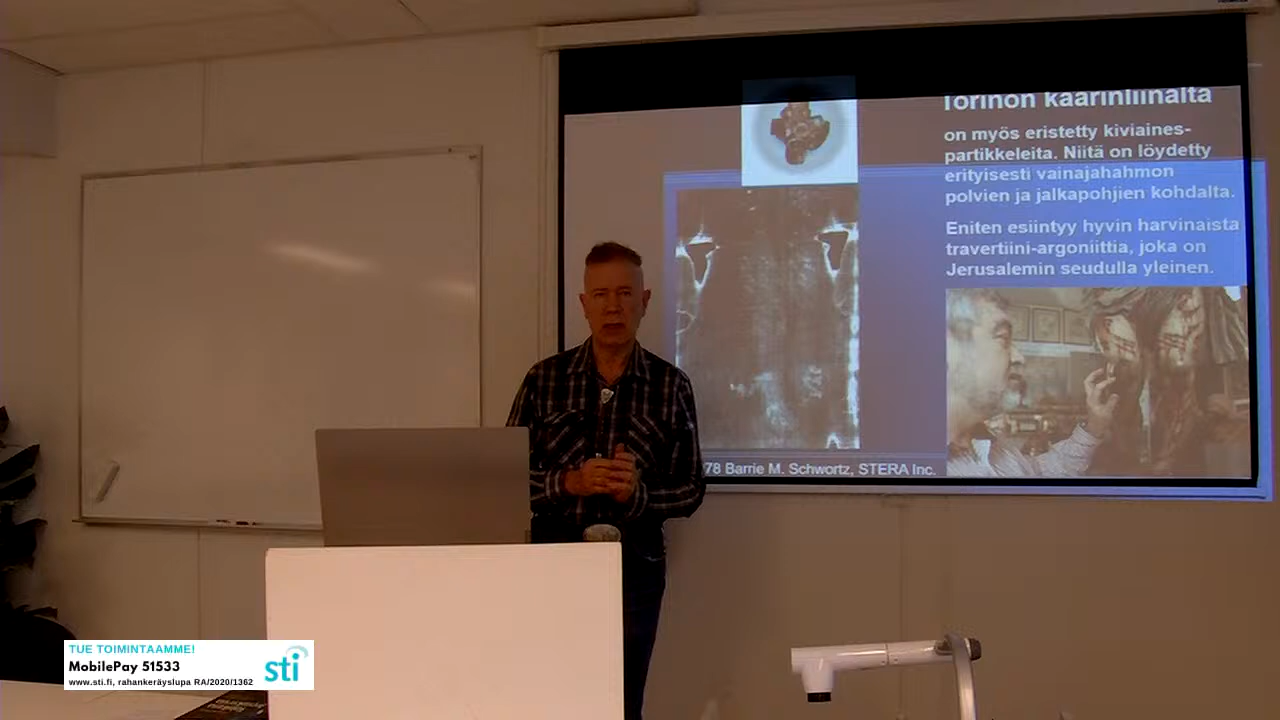 Torinon käärinliinalta
on myös eristetty kiviaines-
partikkeleita. Niitä on löydetty
erityisesti vainajahahmon
polvien ja jalkapohjien kohdalta.
Eniten esiintyy hyvin harvinaista
travertiini-argoniittia, joka on
Jerusalemin seudulla yleinen.
78 Barrie M. Schwortz, STERA Inc.
TUE TOIMINTAAMME!
MobilePay 51533
www.sti.fi, rahankeräyslupa RA/2020/1362
sti